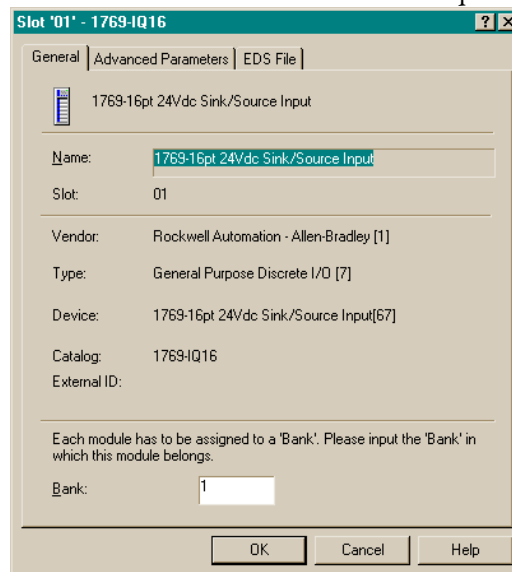 Slot '01' - 1769-IQ16
General Advanced Parameters EDS File
1769-16pt 24Vdc Sink/Source Input
Name: 1769-16pt 24Vdc Sink/Source Input
Slot: 01
Vendor: Rockwell Automation - Allen-Bradley [1]
Type: General Purpose Discrete I/O [7]
Device: 1769-16pt 24Vdc Sink/Source Input[67]
Catalog: 1769-IQ16
External ID:
Each module has to be assigned to a 'Bank'. Please input the 'Bank' in
which this module belongs.
Bank: 1
OK Cancel Help